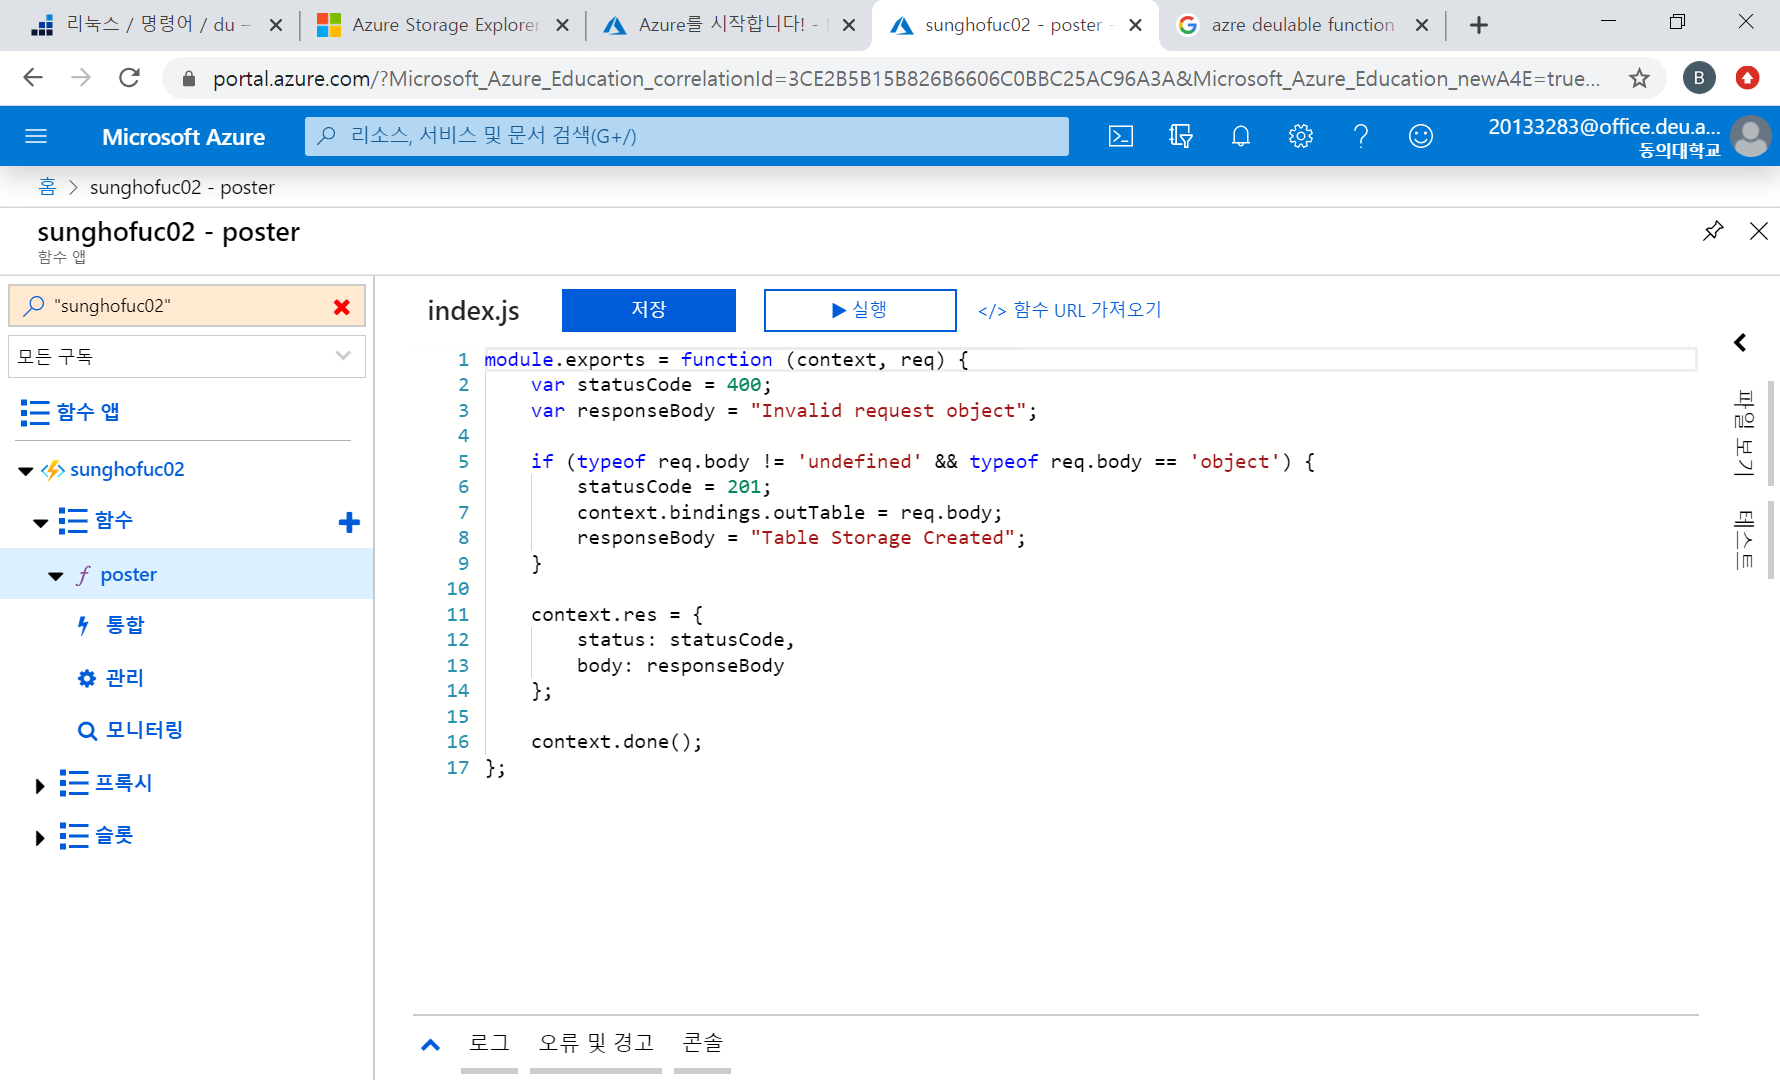 리눅스 / 명령어 / du –
Azure Storage Explorer
Azure를 시작합니다! -
sunghofuc02 - poster -
azre deulable function
portal.azure.com/?Microsoft_Azure_Education_correlationId=3CE2B5B15B826B6606C0BBC25AC96A3A&Microsoft_Azure_Education_newA4E=true...
B
Microsoft Azure
리소스, 서비스 및 문서 검색(G+/)
20133283@office.deu.a...
동의대학교
홈 > sunghofuc02 - poster
sunghofuc02 - poster
함수 앱
"sunghofuc02"
모든 구독
함수 앱
sunghofuc02
함수
poster
통합
관리
모니터링
프록시
슬롯
index.js
저장
실행
</> 함수 URL 가져오기
1 module.exports = function (context, req) {
2 var statusCode = 400;
3 var responseBody = "Invalid request object";
4
5 if (typeof req.body != 'undefined' && typeof req.body == 'object') {
6 statusCode = 201;
7 context.bindings.outTable = req.body;
8 responseBody = "Table Storage Created";
9 }
10
11 context.res = {
12 status: statusCode,
13 body: responseBody
14 };
15
16 context.done();
17 };
파일 보기
테스트
로그
오류 및 경고
콘솔